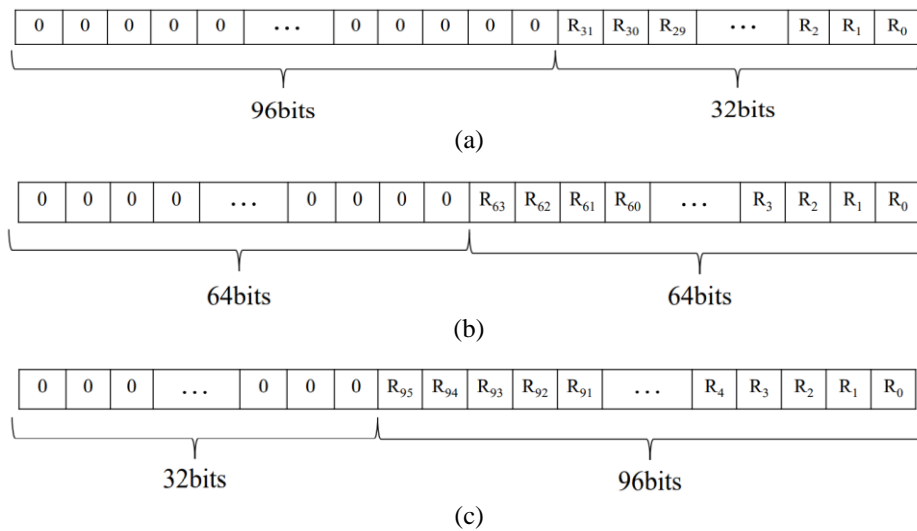 0 0 0 0 0 ... 0 0 0 0 0 R₃₁ R₃₀ R₂₉ ... R₂ R₁ R₀
96bits 32bits
(a)
0 0 0 0 ... 0 0 0 0 R₆₃ R₆₂ R₆₁ R₆₀ ... R₃ R₂ R₁ R₀
64bits 64bits
(b)
0 0 0 ... 0 0 0 R₉₅ R₉₄ R₉₃ R₉₂ R₉₁ ... R₄ R₃ R₂ R₁ R₀
32bits 96bits
(c)